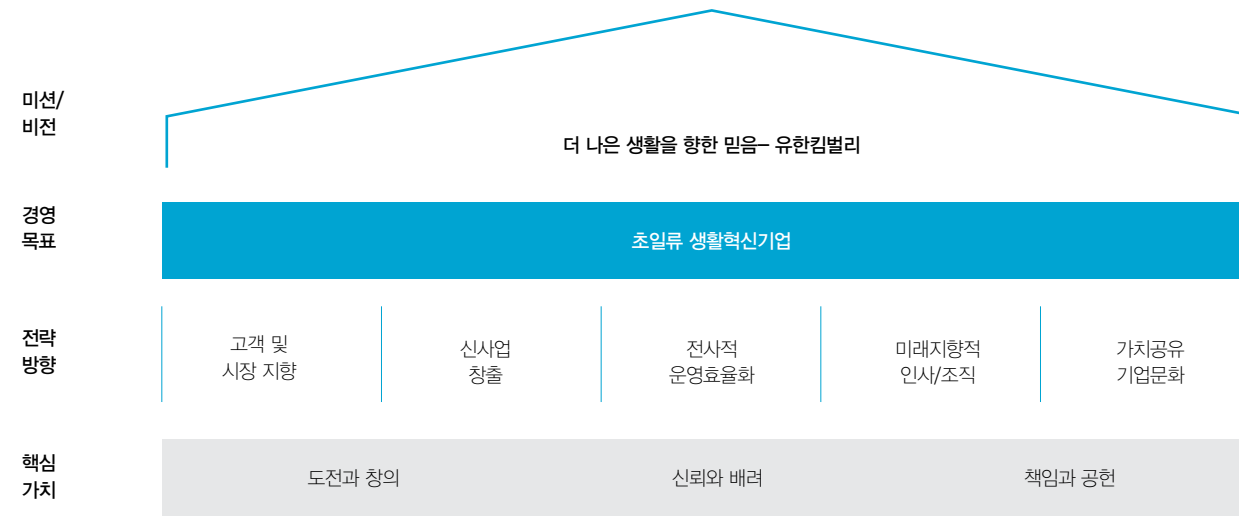 미션/
비전
더 나은 생활을 향한 믿음– 유한킴벌리
경영
목표
초일류 생활혁신기업
전략
방향
고객 및
시장 지향
신사업
창출
전사적
운영효율화
미래지향적
인사/조직
가치공유
기업문화
핵심
가치
도전과 창의
신뢰와 배려
책임과 공헌